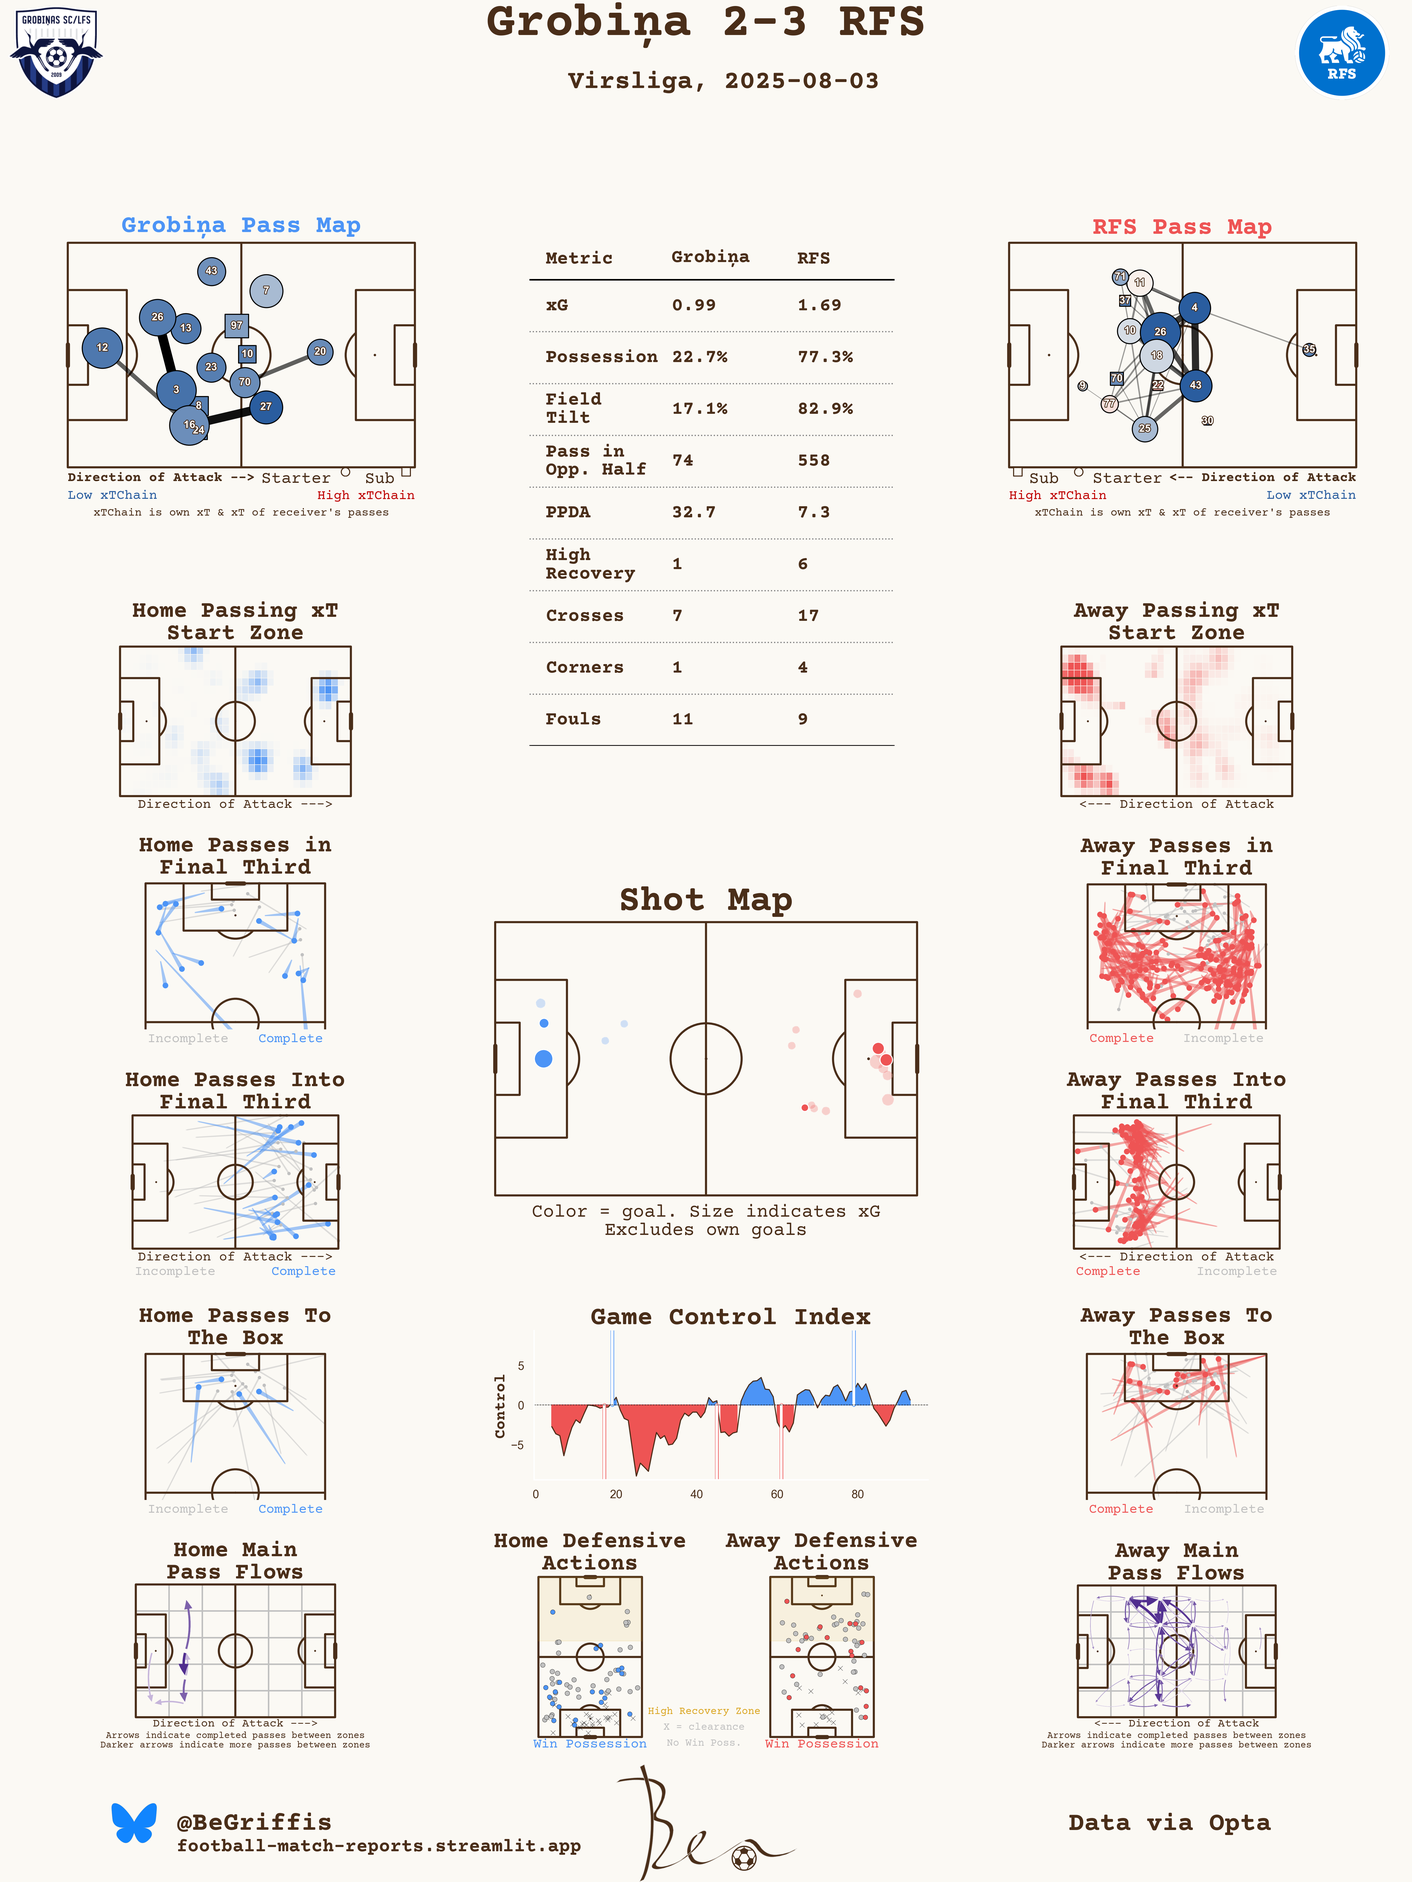 GROBIŅAS SC/LFS
2009
Grobiņa 2-3 RFS
Virsliga, 2025-08-03
RFS
Grobiņa Pass Map
43
7
26
13
97
12
10
20
23
70
3
8
27
16
24
Direction of Attack --> Starter Sub
Low xTChain High xTChain
xTChain is own xT & xT of receiver's passes
Metric Grobiņa RFS
xG 0.99 1.69
Possession 22.7% 77.3%
Field
Tilt 17.1% 82.9%
Pass in
Opp. Half 74 558
PPDA 32.7 7.3
High
Recovery 1 6
Crosses 7 17
Corners 1 4
Fouls 11 9
RFS Pass Map
71
11
37
4
10
26
35
18
70
22
9
43
77
30
25
Sub Starter <-- Direction of Attack
High xTChain Low xTChain
xTChain is own xT & xT of receiver's passes
Home Passing xT
Start Zone
Direction of Attack --->
Away Passing xT
Start Zone
<--- Direction of Attack
Home Passes in
Final Third
Incomplete Complete
Away Passes in
Final Third
Complete Incomplete
Shot Map
Color = goal. Size indicates xG
Excludes own goals
Home Passes Into
Final Third
Direction of Attack --->
Incomplete Complete
Away Passes Into
Final Third
<--- Direction of Attack
Complete Incomplete
Home Passes To
The Box
Incomplete Complete
Game Control Index
Control
5
0
−5
0 20 40 60 80
Away Passes To
The Box
Complete Incomplete
Home Main
Pass Flows
Direction of Attack --->
Arrows indicate completed passes between zones
Darker arrows indicate more passes between zones
Home Defensive
Actions
Win Possession
Away Defensive
Actions
Win Possession
High Recovery Zone
X = clearance
No Win Poss.
Away Main
Pass Flows
<--- Direction of Attack
Arrows indicate completed passes between zones
Darker arrows indicate more passes between zones
@BeGriffis
football-match-reports.streamlit.app
Ben
Data via Opta